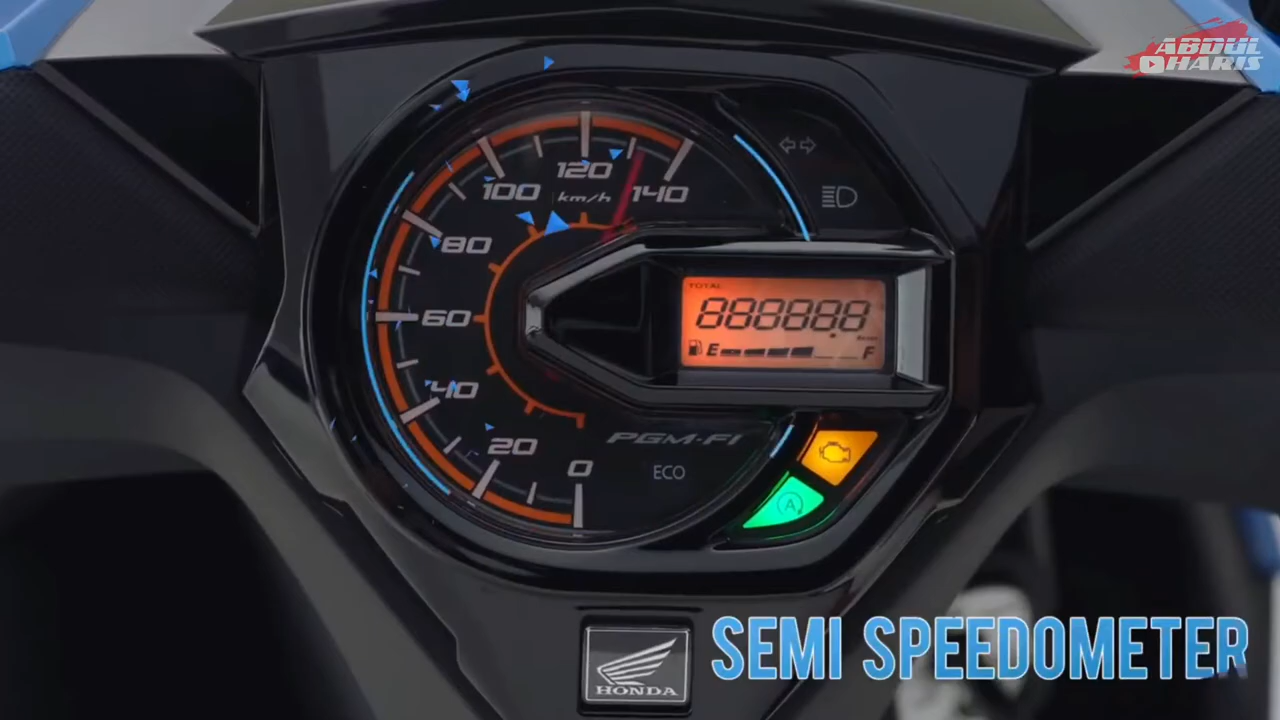 ABDUL
HARIS
120
100
km/h
140
80
TOTAL
888888
60
E
F
40
PGM-FI
20
0
ECO
A
SEMI SPEEDOMETER
HONDA